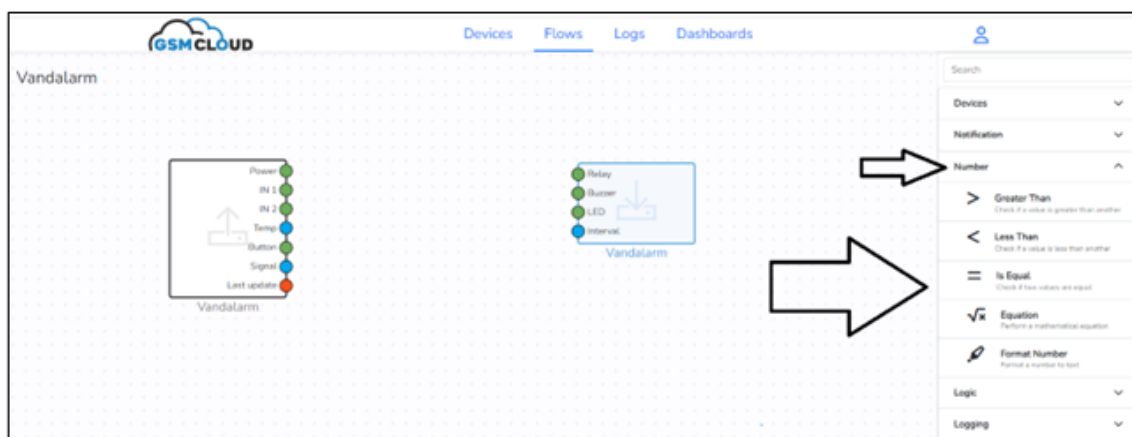 GSMCLOUD
Devices Flows Logs Dashboards
Vandalarm
Power
IN 1
IN 2
Temp
Button
Signal
Last update
Vandalarm
Relay
Buzzer
LED
Interval
Vandalarm
Search
Devices
Notification
Number
Greater Than
Check if a value is greater than another
Less Than
Check if a value is less than another
Is Equal
Check if two values are equal
Equation
Perform a mathematical equation
Format Number
Format a number to text
Logic
Logging